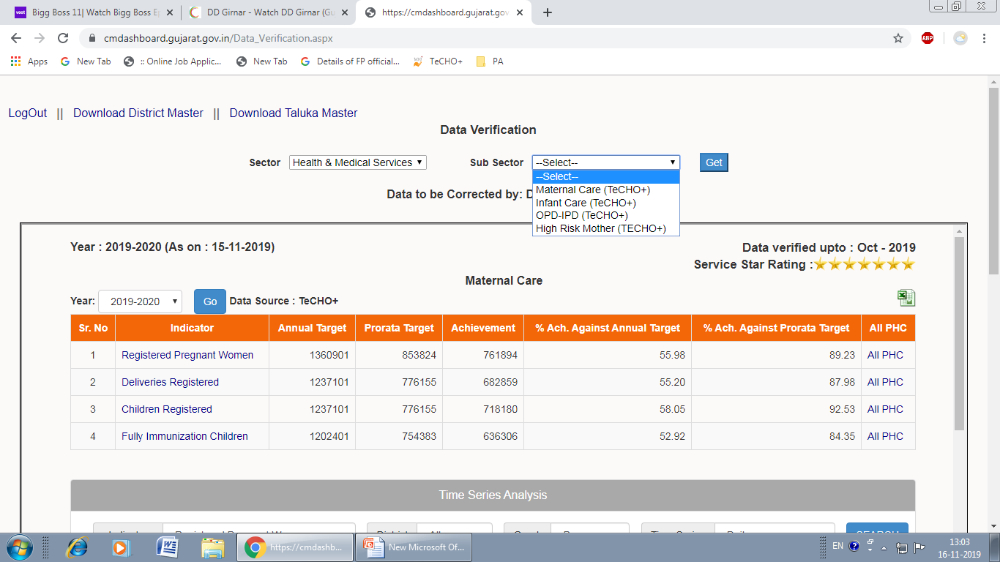 Bigg Boss 11| Watch Bigg Boss Ep
DD Girnar - Watch DD Girnar (Gu
https://cmdashboard.gujarat.gov
cmdashboard.gujarat.gov.in/Data_Verification.aspx
ABP
Apps New Tab :: Online Job Applic... New Tab Details of FP official... TeCHO+ PA
LogOut || Download District Master || Download Taluka Master
Data Verification
Sector Health & Medical Services Sub Sector --Select-- Get
--Select--
Maternal Care (TeCHO+)
Infant Care (TeCHO+)
OPD-IPD (TeCHO+)
High Risk Mother (TECHO+)
Data to be Corrected by: D
Year : 2019-2020 (As on : 15-11-2019)
Data verified upto : Oct - 2019
Service Star Rating :
Maternal Care
Year: 2019-2020 Go Data Source : TeCHO+
Sr. No Indicator Annual Target Prorata Target Achievement % Ach. Against Annual Target % Ach. Against Prorata Target All PHC
1 Registered Pregnant Women 1360901 853824 761894 55.98 89.23 All PHC
2 Deliveries Registered 1237101 776155 682859 55.20 87.98 All PHC
3 Children Registered 1237101 776155 718180 58.05 92.53 All PHC
4 Fully Immunization Children 1202401 754383 636306 52.92 84.35 All PHC
Time Series Analysis
SEARCH
https://cmdashb... New Microsoft Of... EN 13:03
16-11-2019